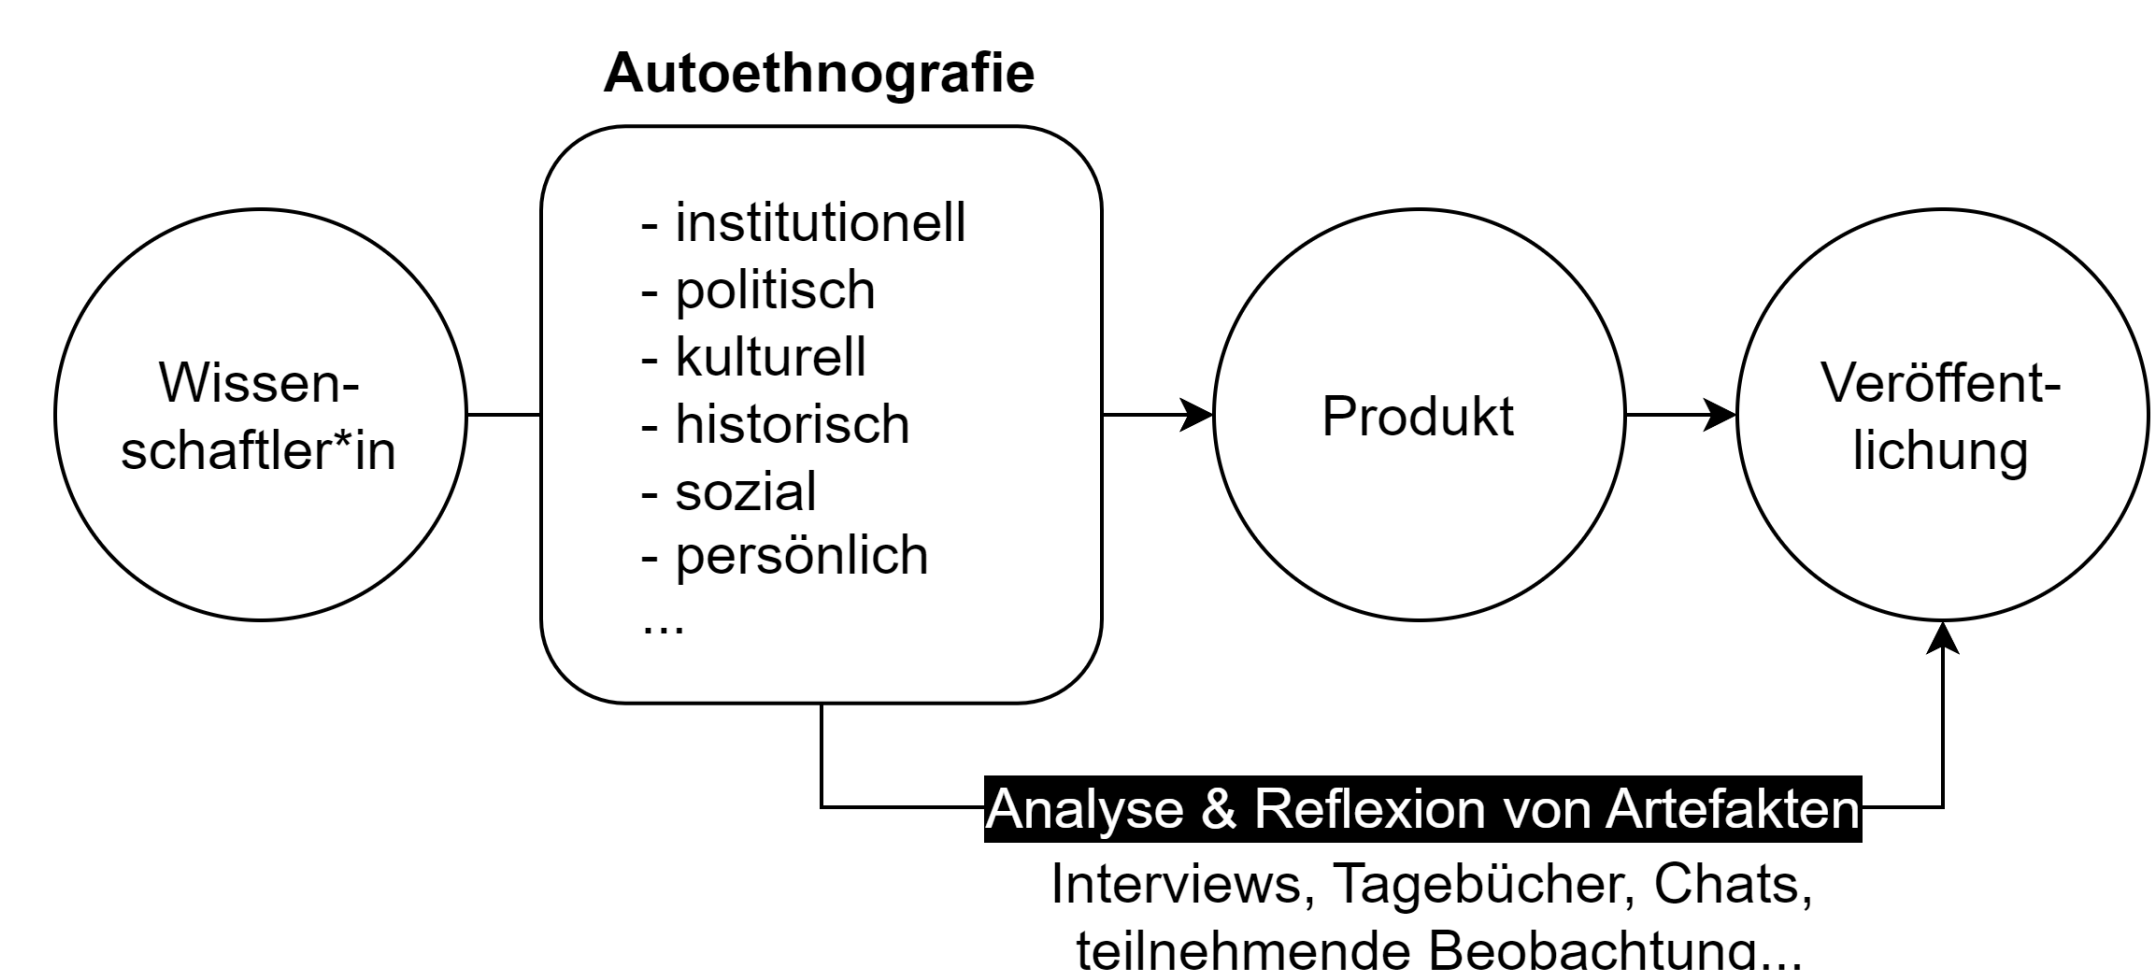 Autoethnografie
Wissen-
schaftler*in
- institutionell
- politisch
- kulturell
- historisch
- sozial
- persönlich
...
Produkt
Veröffent-
lichung
Analyse & Reflexion von Artefakten
Interviews, Tagebücher, Chats,
teilnehmende Beobachtung...